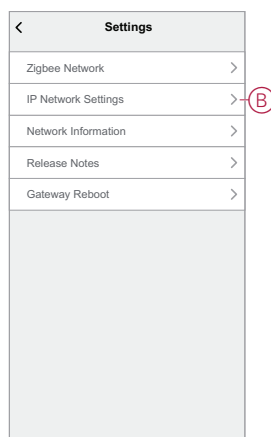 Settings
Zigbee Network
IP Network Settings
B
Network Information
Release Notes
Gateway Reboot